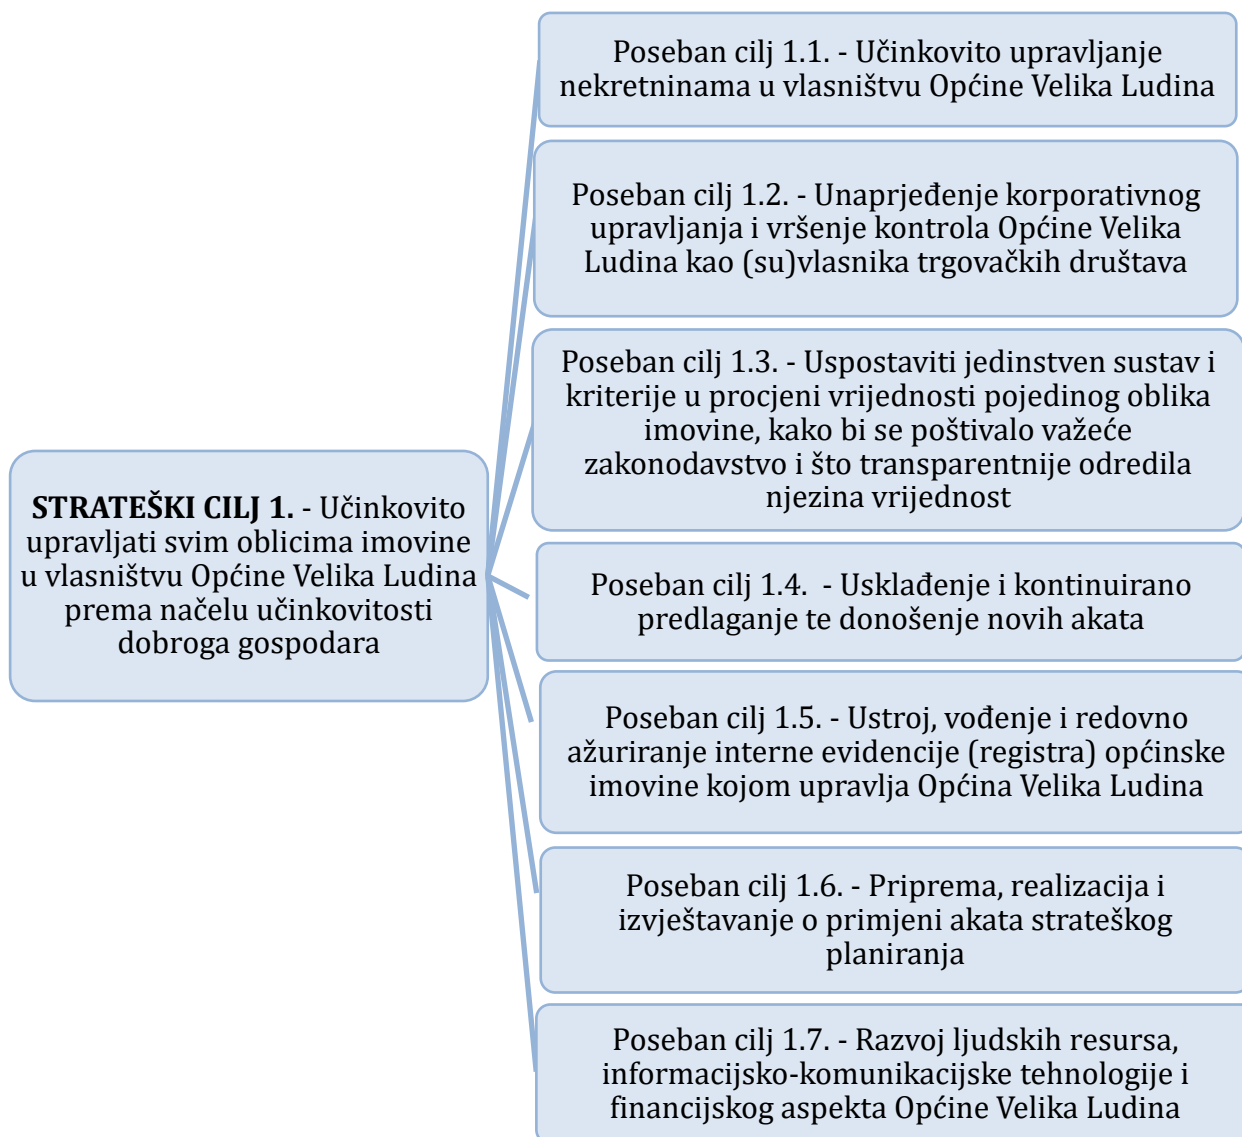 STRATEŠKI CILJ 1. - Učinkovito
upravljati svim oblicima imovine
u vlasništvu Općine Velika Ludina
prema načelu učinkovitosti
dobroga gospodara
Poseban cilj 1.1. - Učinkovito upravljanje
nekretninama u vlasništvu Općine Velika Ludina
Poseban cilj 1.2. - Unaprjeđenje korporativnog
upravljanja i vršenje kontrola Općine Velika
Ludina kao (su)vlasnika trgovačkih društava
Poseban cilj 1.3. - Uspostaviti jedinstven sustav i
kriterije u procjeni vrijednosti pojedinog oblika
imovine, kako bi se poštivalo važeće
zakonodavstvo i što transparentnije odredila
njezina vrijednost
Poseban cilj 1.4.  - Usklađenje i kontinuirano
predlaganje te donošenje novih akata
Poseban cilj 1.5. - Ustroj, vođenje i redovno
ažuriranje interne evidencije (registra) općinske
imovine kojom upravlja Općina Velika Ludina
Poseban cilj 1.6. - Priprema, realizacija i
izvještavanje o primjeni akata strateškog
planiranja
Poseban cilj 1.7. - Razvoj ljudskih resursa,
informacijsko-komunikacijske tehnologije i
financijskog aspekta Općine Velika Ludina